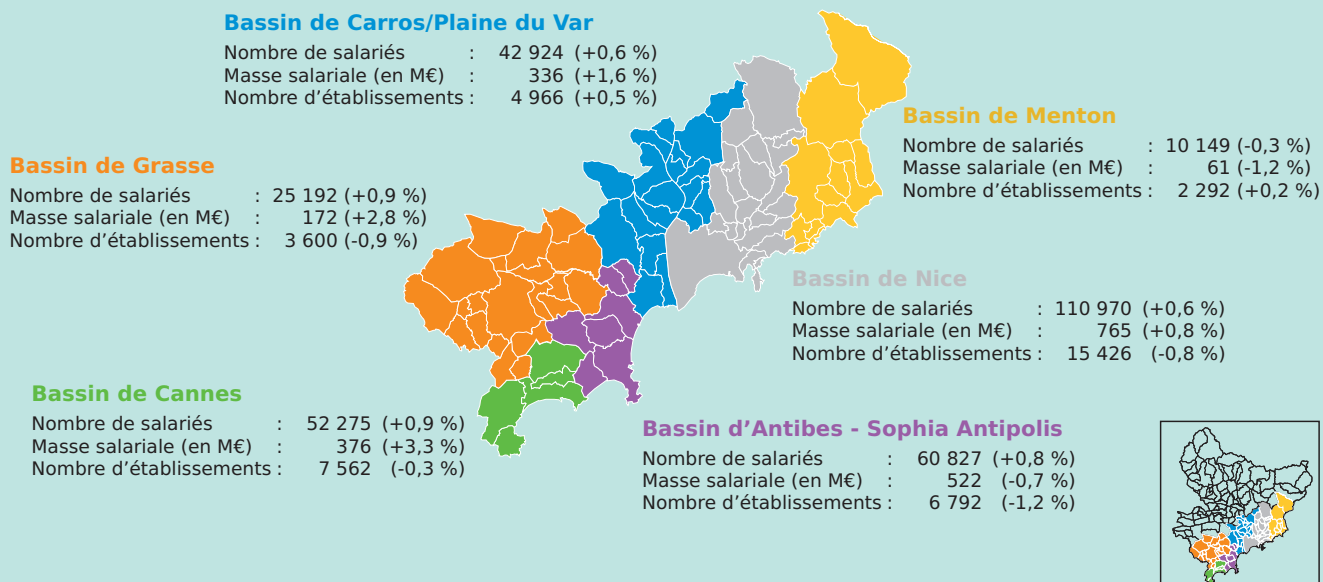 Bassin de Carros/Plaine du Var
Nombre de salariés : 42 924 (+0,6 %)
Masse salariale (en M€) : 336 (+1,6 %)
Nombre d’établissements : 4 966 (+0,5 %)
Bassin de Menton
Nombre de salariés : 10 149 (-0,3 %)
Masse salariale (en M€) : 61 (-1,2 %)
Nombre d’établissements : 2 292 (+0,2 %)
Bassin de Grasse
Nombre de salariés : 25 192 (+0,9 %)
Masse salariale (en M€) : 172 (+2,8 %)
Nombre d’établissements : 3 600 (-0,9 %)
Bassin de Nice
Nombre de salariés : 110 970 (+0,6 %)
Masse salariale (en M€) : 765 (+0,8 %)
Nombre d’établissements : 15 426 (-0,8 %)
Bassin de Cannes
Nombre de salariés : 52 275 (+0,9 %)
Masse salariale (en M€) : 376 (+3,3 %)
Nombre d’établissements : 7 562 (-0,3 %)
Bassin d’Antibes - Sophia Antipolis
Nombre de salariés : 60 827 (+0,8 %)
Masse salariale (en M€) : 522 (-0,7 %)
Nombre d’établissements : 6 792 (-1,2 %)